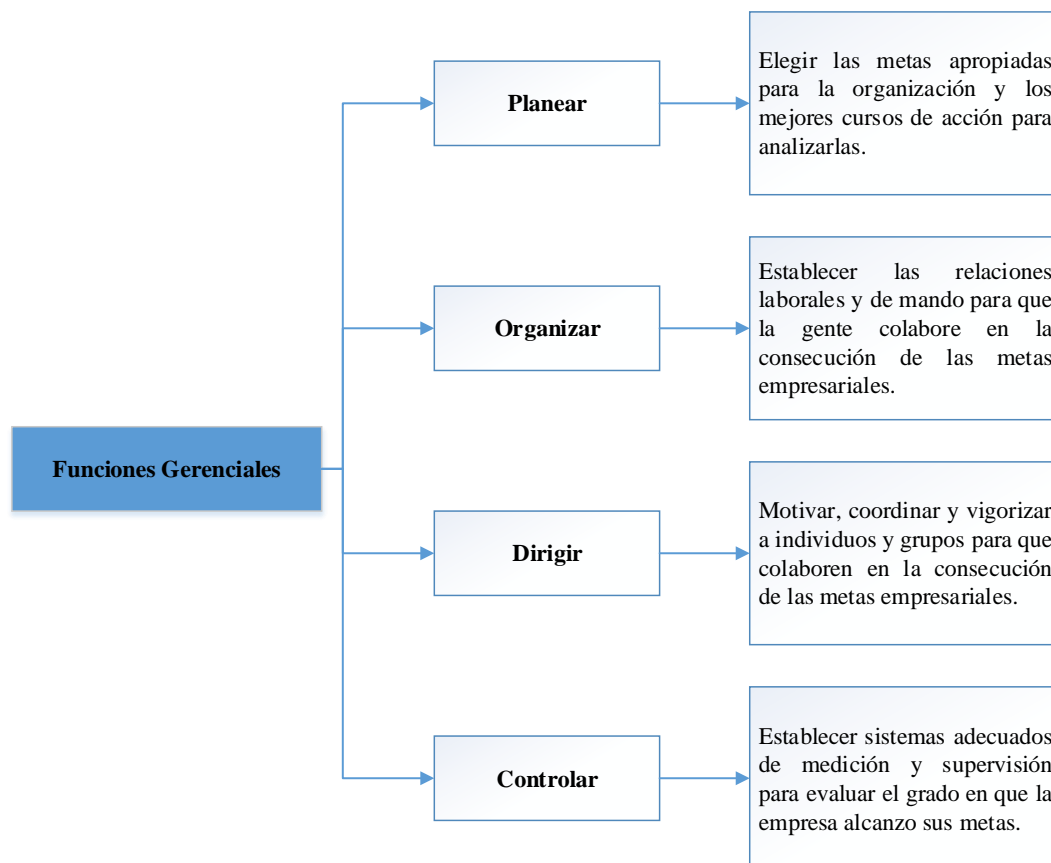 Funciones Gerenciales
Planear
Elegir las metas apropiadas
para la organización y los
mejores cursos de acción para
analizarlas.
Organizar
Establecer las relaciones
laborales y de mando para que
la gente colabore en la
consecución de las metas
empresariales.
Dirigir
Motivar, coordinar y vigorizar
a individuos y grupos para que
colaboren en la consecución
de las metas empresariales.
Controlar
Establecer sistemas adecuados
de medición y supervisión
para evaluar el grado en que la
empresa alcanzo sus metas.